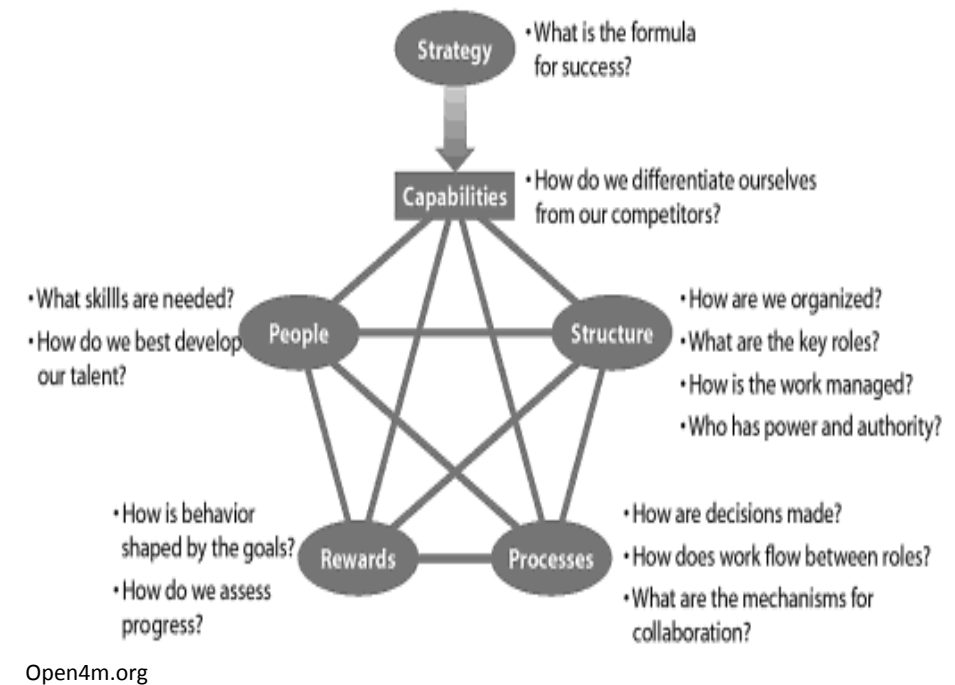 Strategy
•What is the formula
for success?
Capabilities
•How do we differentiate ourselves
from our competitors?
•What skillls are needed?
•How do we best develop
our talent?
People
Structure
•How are we organized?
•What are the key roles?
•How is the work managed?
•Who has power and authority?
•How is behavior
shaped by the goals?
•How do we assess
progress?
Rewards
Processes
•How are decisions made?
•How does work flow between roles?
•What are the mechanisms for
collaboration?
Open4m.org